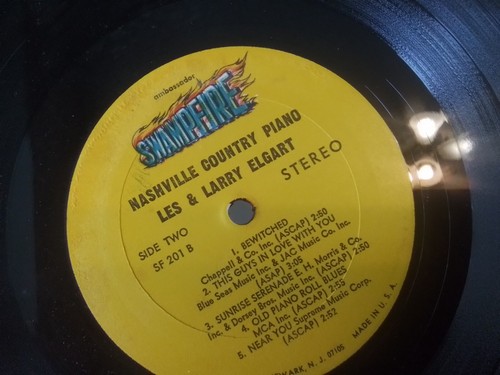 ambassador
SWAMPFIRE
NASHVILLE COUNTRY PIANO
LES & LARRY ELGART
STEREO
SIDE TWO
SF 201 B
1. BEWITCHED
Chappell & Co. Inc. (ASCAP) 2:50
2. THIS GUYS IN LOVE WITH YOU
Blue Seas Music Inc & JAC Music Co. Inc.
(ASAP) 3:05
3. SUNRISE SERENADE E. H. Morris & Co.
Inc. & Dorsey Bros. Music Inc. (ASCAP) 2:50
4. OLD PIANO ROLL BLUES
MCA Inc. (ASCAP) 2:55
5. NEAR YOU Supreme Music Corp.
(ASCAP) 2:52
N. J. 07105
MADE IN U.S.A.